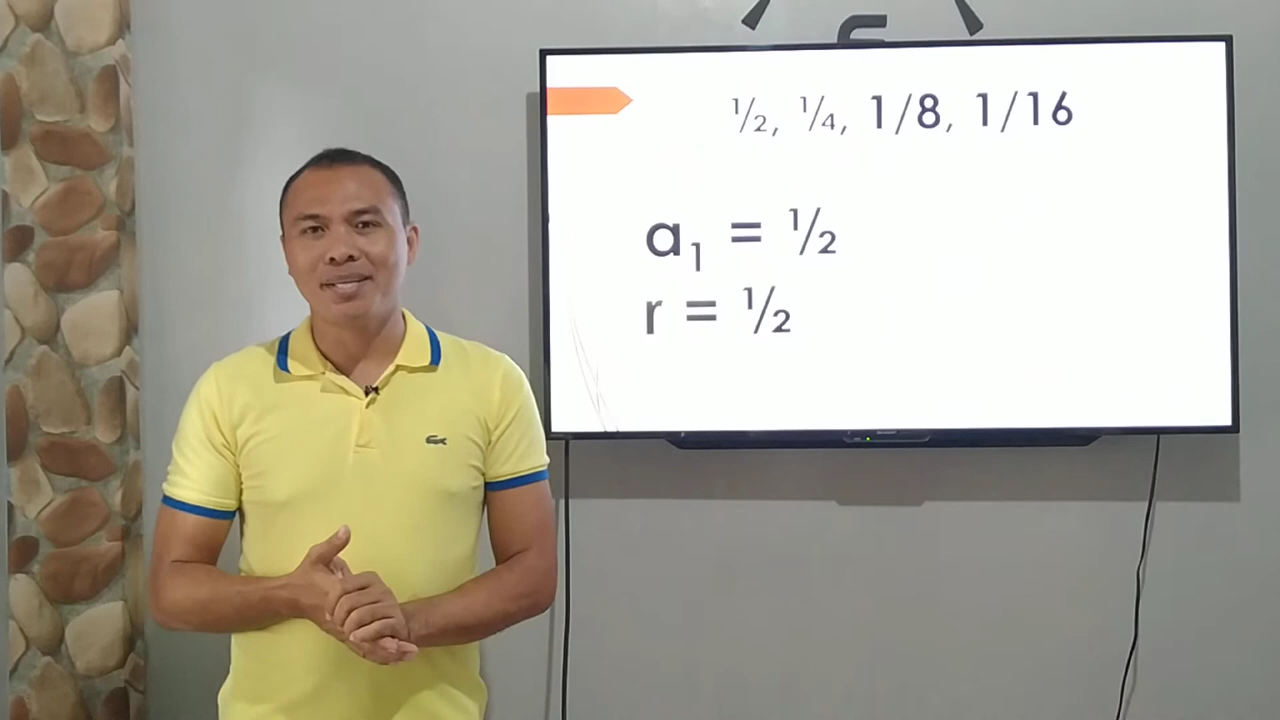 ½, ¼, 1/8, 1/16
a₁ = ½
r = ½